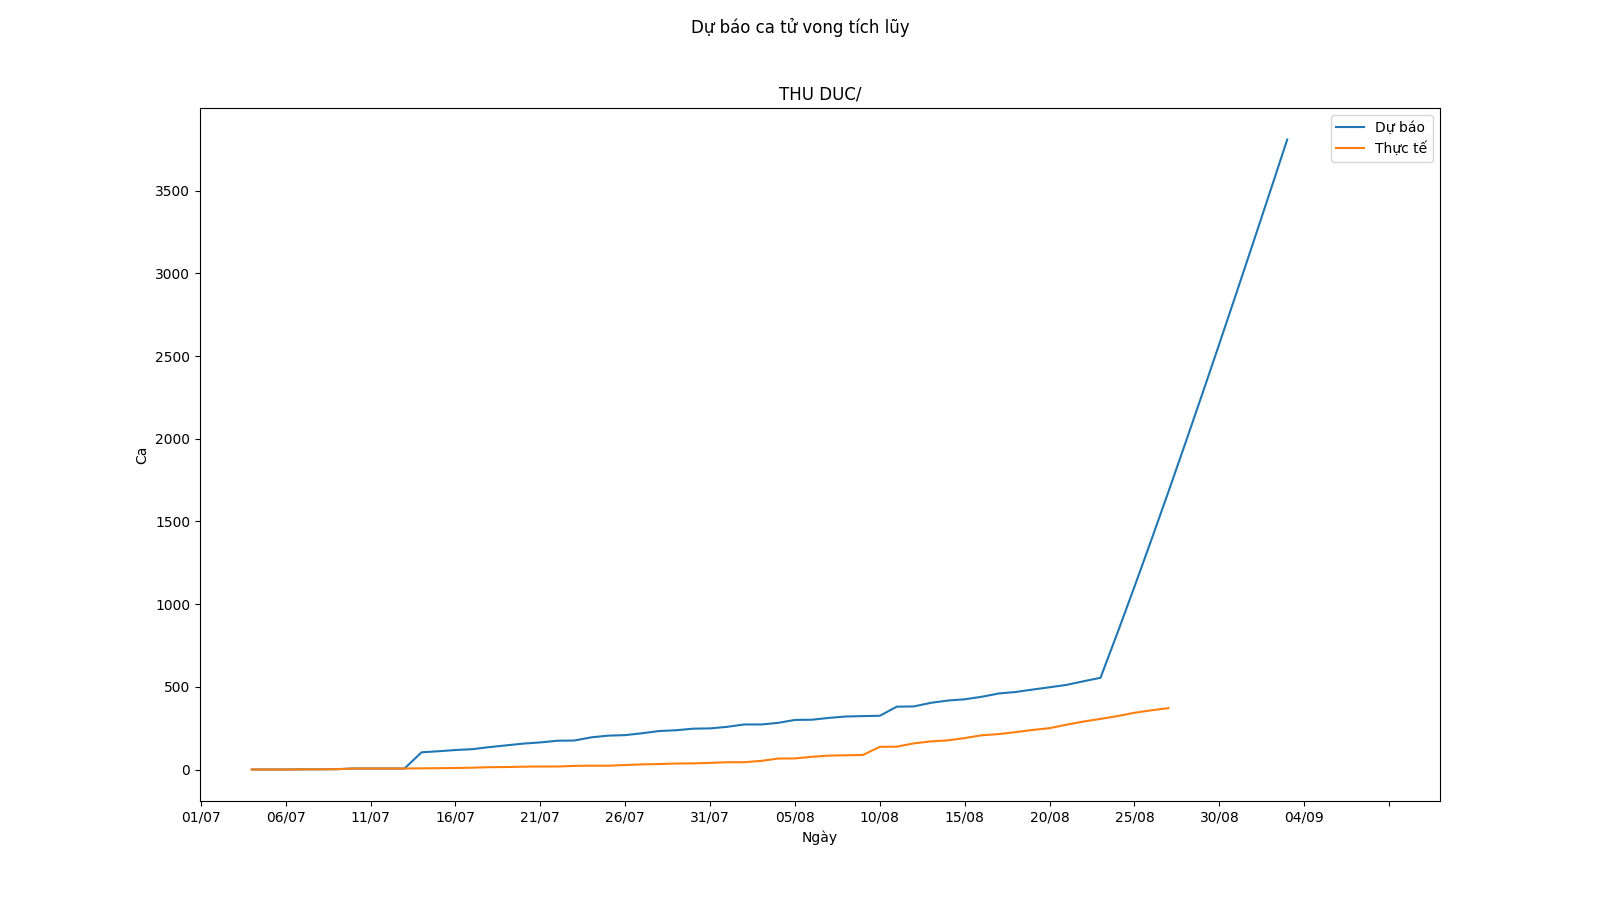 Dự báo ca tử vong tích lũy
THU DUC/
Dự báo
Thực tế
3500
3000
2500
2000
1500
1000
500
0
Ca
01/07 06/07 11/07 16/07 21/07 26/07 31/07 05/08 10/08 15/08 20/08 25/08 30/08 04/09
Ngày